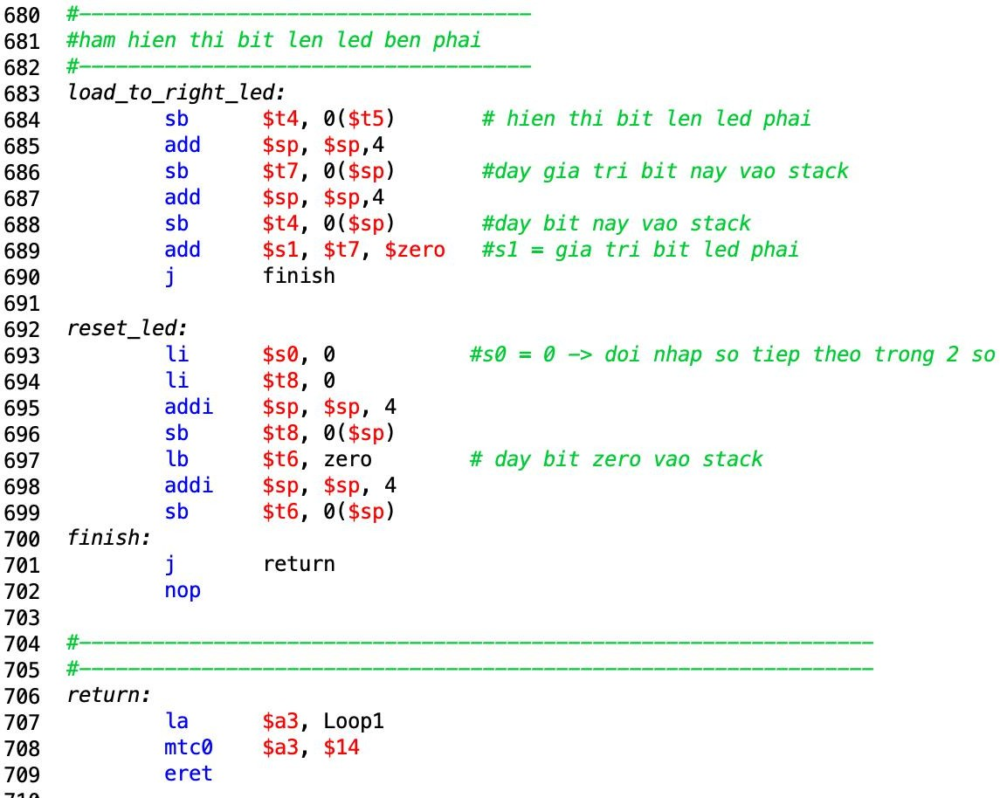 680 #-------------------------------------
681 #ham hien thi bit len led ben phai
682 #-------------------------------------
683 load_to_right_led:
684 sb $t4, 0($t5) # hien thi bit len led phai
685 add $sp, $sp,4
686 sb $t7, 0($sp) #day gia tri bit nay vao stack
687 add $sp, $sp,4
688 sb $t4, 0($sp) #day bit nay vao stack
689 add $s1, $t7, $zero #s1 = gia tri bit led phai
690 j finish
691
692 reset_led:
693 li $s0, 0 #s0 = 0 -> doi nhap so tiep theo trong 2 so
694 li $t8, 0
695 addi $sp, $sp, 4
696 sb $t8, 0($sp)
697 lb $t6, zero # day bit zero vao stack
698 addi $sp, $sp, 4
699 sb $t6, 0($sp)
700 finish:
701 j return
702 nop
703
704 #-----------------------------------------------------------------
705 #-----------------------------------------------------------------
706 return:
707 la $a3, Loop1
708 mtc0 $a3, $14
709 eret